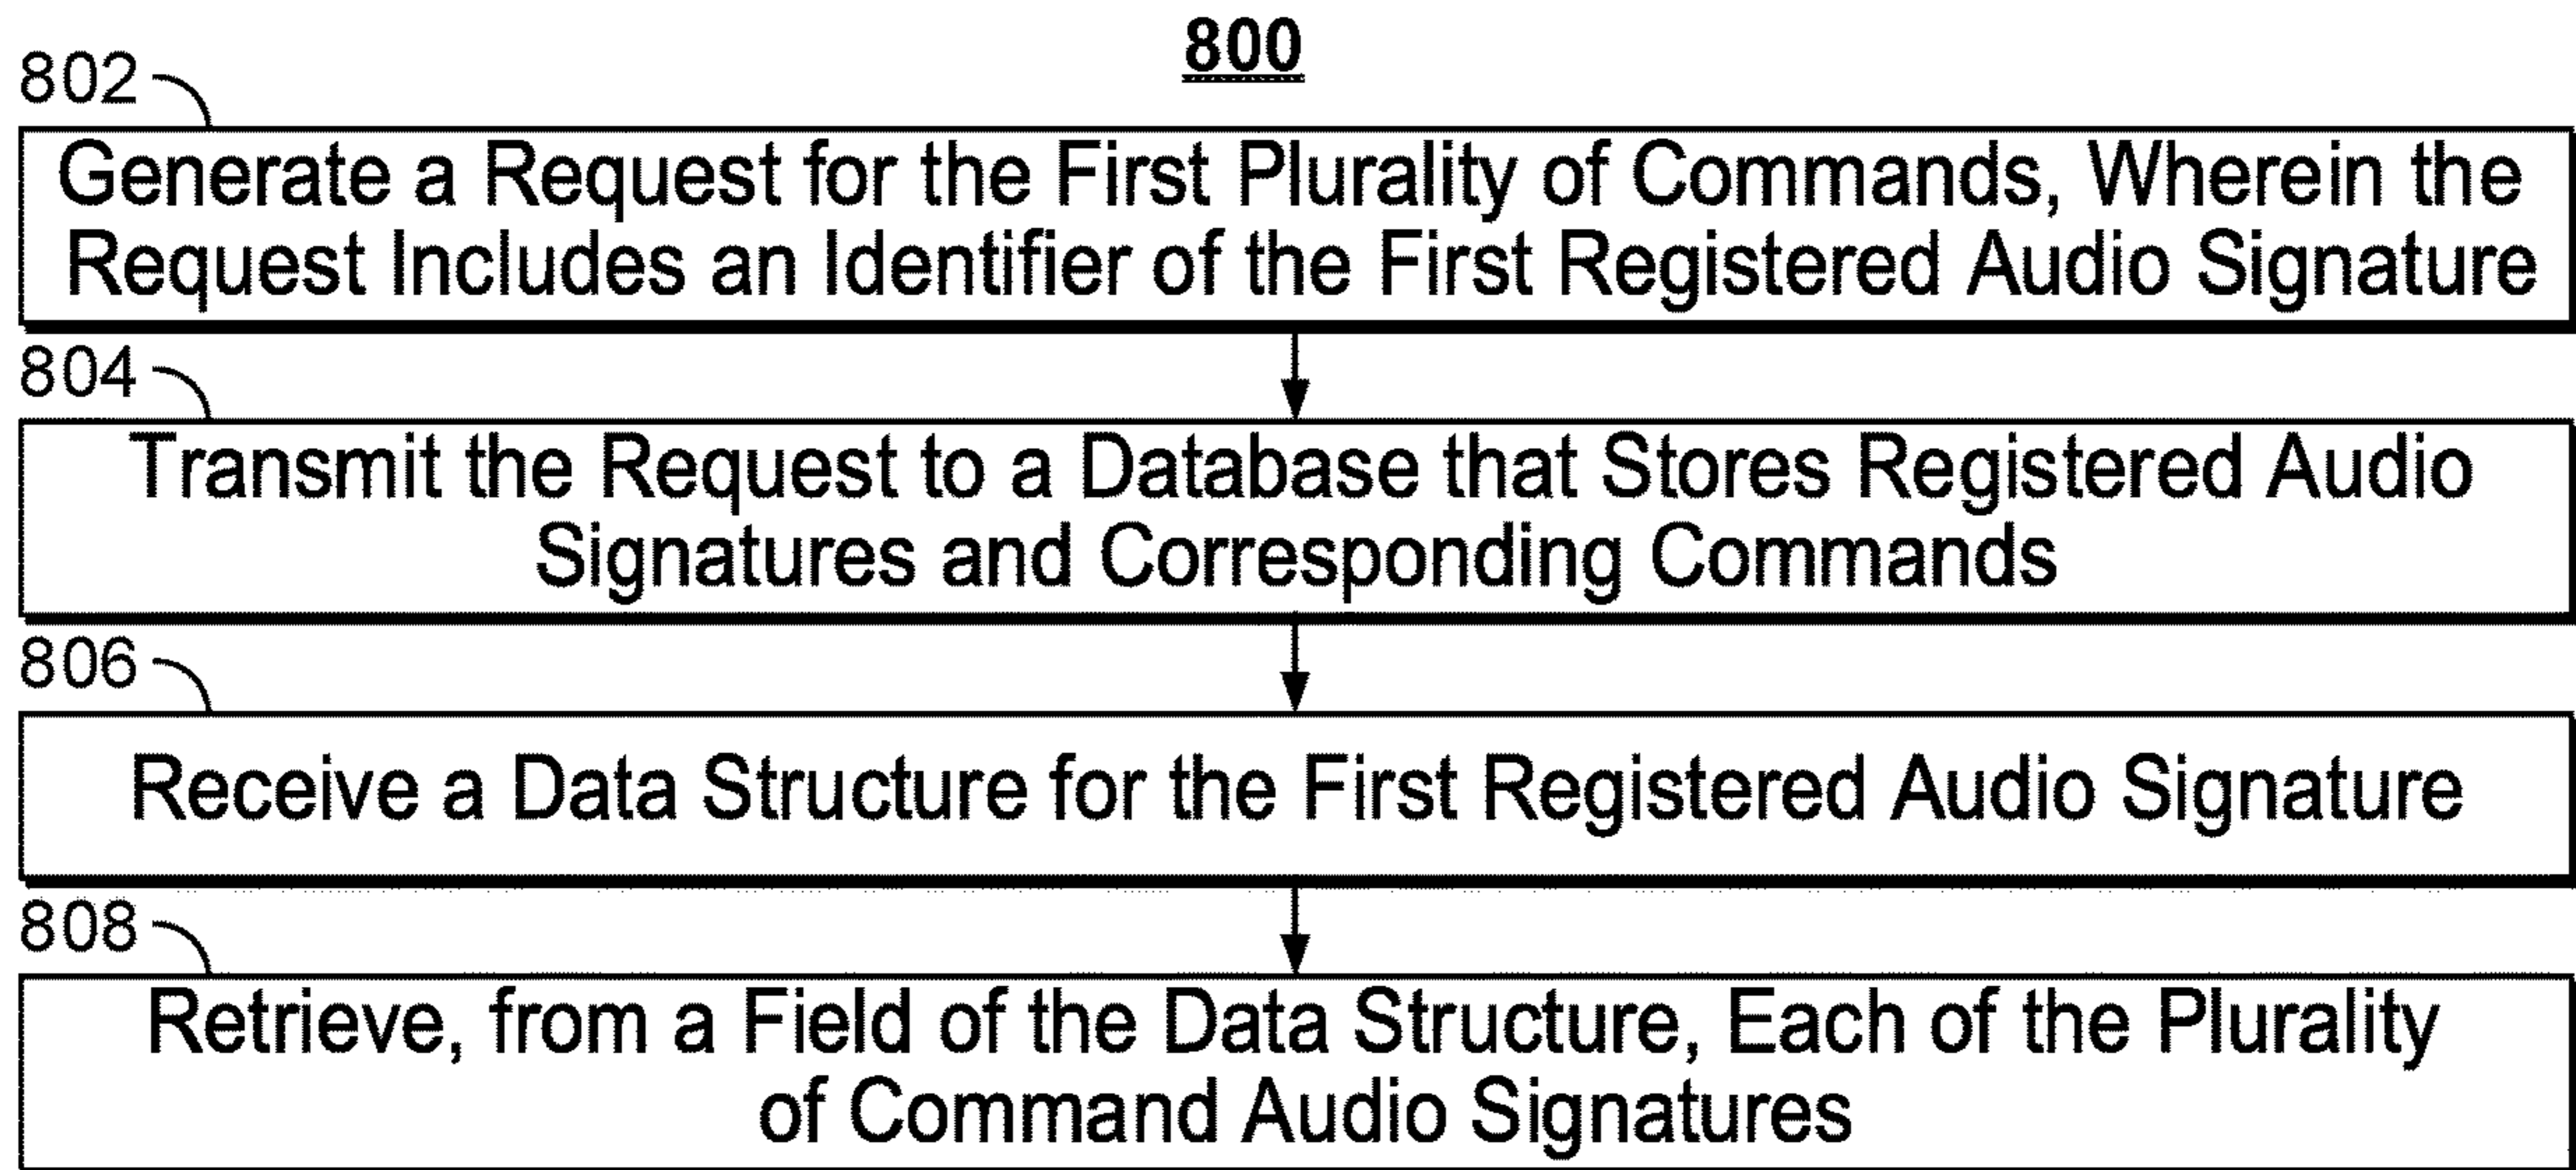 800
802
Generate a Request for the First Plurality of Commands, Wherein the
Request Includes an Identifier of the First Registered Audio Signature
804
Transmit the Request to a Database that Stores Registered Audio
Signatures and Corresponding Commands
806
Receive a Data Structure for the First Registered Audio Signature
808
Retrieve, from a Field of the Data Structure, Each of the Plurality
of Command Audio Signatures